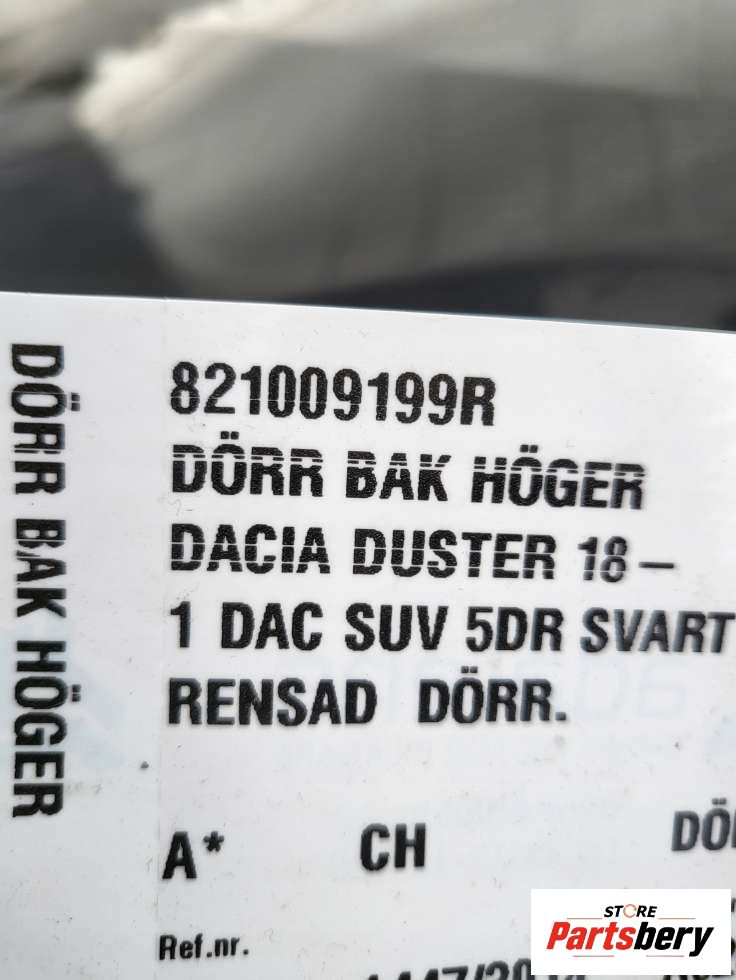 DÖRR BAK HÖGER
821009199R
DÖRR BAK HÖGER
DACIA DUSTER 18-
1 DAC SUV 5DR SVART
RENSAD DÖRR.
A* CH
Ref.nr.
STORE
Partsbery